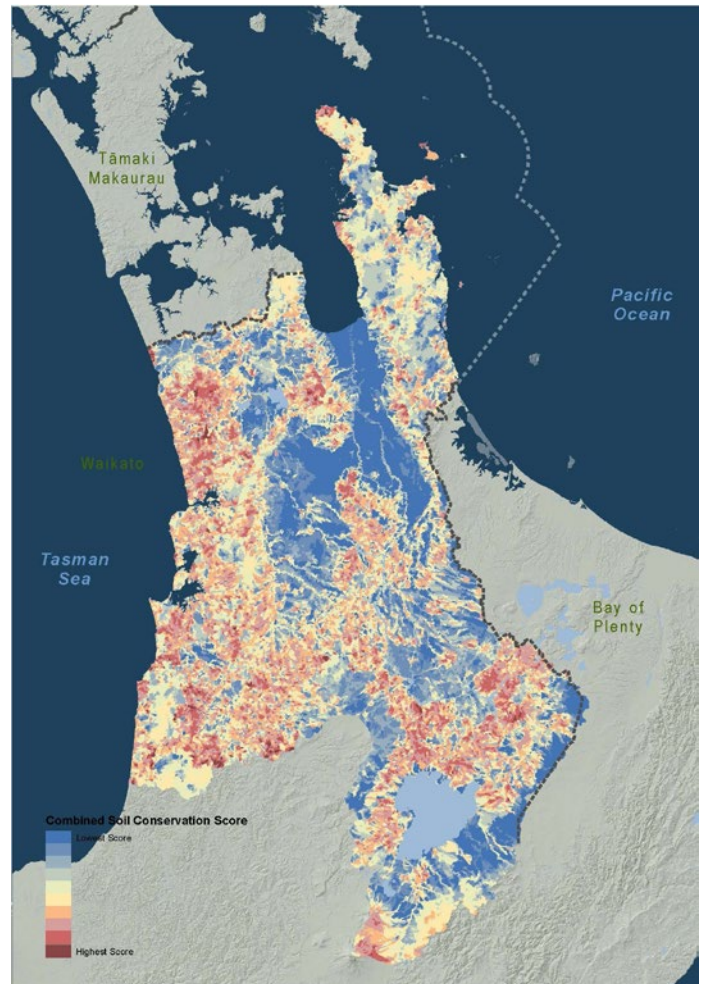 Tāmaki
Makaurau
Pacific
Ocean
Waikato
Tasman
Sea
Bay of
Plenty
Combined Soil Conservation Score
Lowest Score
Highest Score